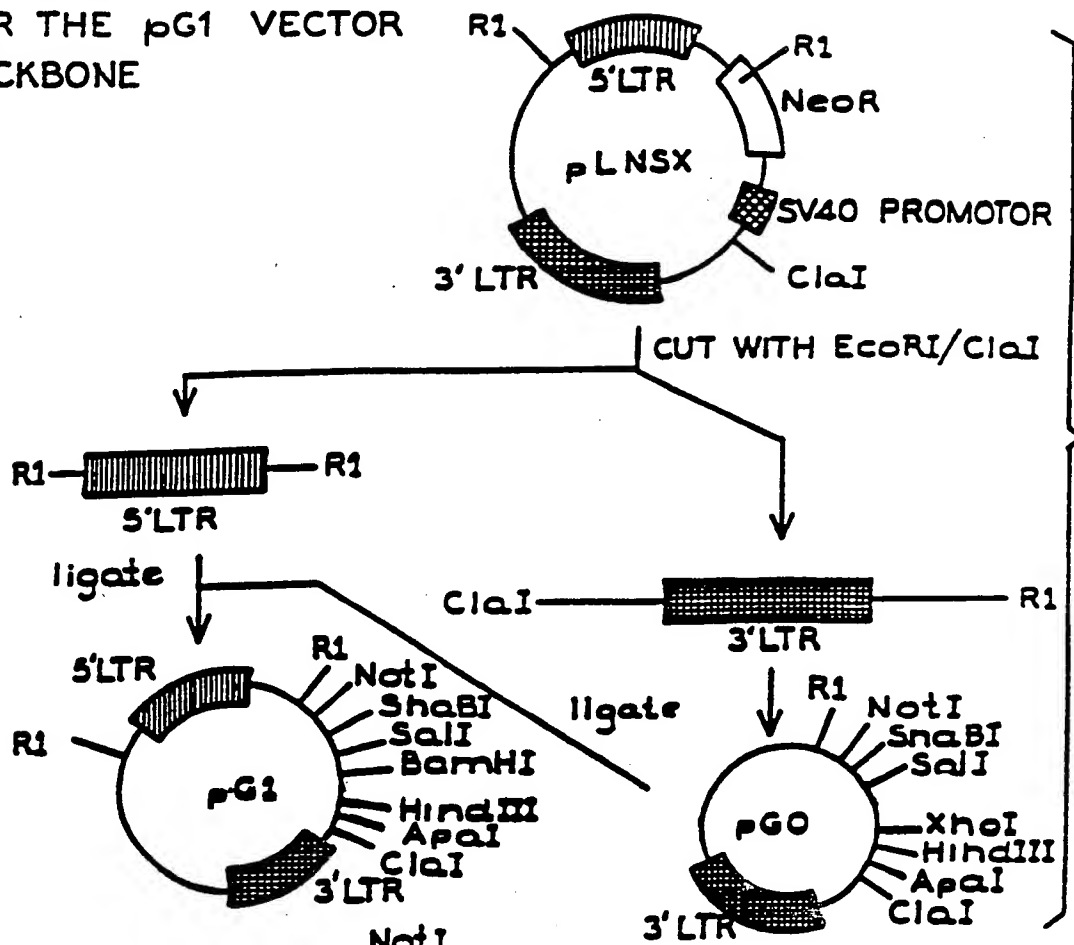 R THE pG1 VECTOR
CKBONE
R1
5'LTR
R1
NeoR
pLNSX
SV40 PROMOTOR
3' LTR
ClaI
CUT WITH EcoRI/ClaI
R1
R1
5'LTR
ligate
ClaI
R1
3'LTR
5'LTR
R1
NotI
SnaBI
SalI
BamHI
R1
pG1
HindIII
ApaI
ClaI
3'LTR
ligate
R1
NotI
SnaBI
SalI
pG0
XhoI
HindIII
ApaI
ClaI
3'LTR
NotI